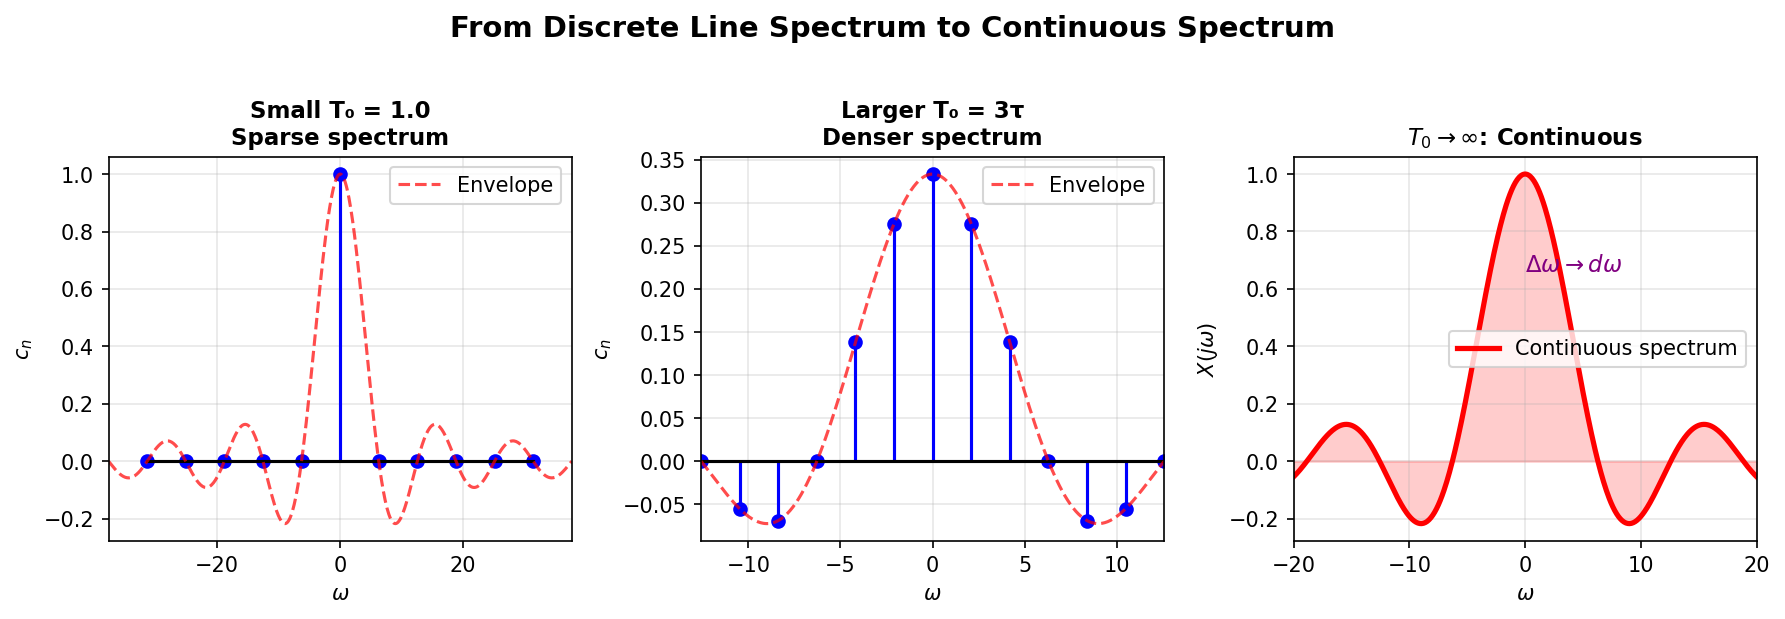 From Discrete Line Spectrum to Continuous Spectrum
Small T₀ = 1.0
Sparse spectrum
Envelope
1.0
0.8
0.6
0.4
0.2
0.0
−0.2
cₙ
−20
0
20
ω
Larger T₀ = 3τ
Denser spectrum
Envelope
0.35
0.30
0.25
0.20
0.15
0.10
0.05
0.00
−0.05
cₙ
−10
−5
0
5
10
ω
T₀ → ∞: Continuous
Δω → dω
Continuous spectrum
1.0
0.8
0.6
0.4
0.2
0.0
−0.2
X(jω)
−20
−10
0
10
20
ω